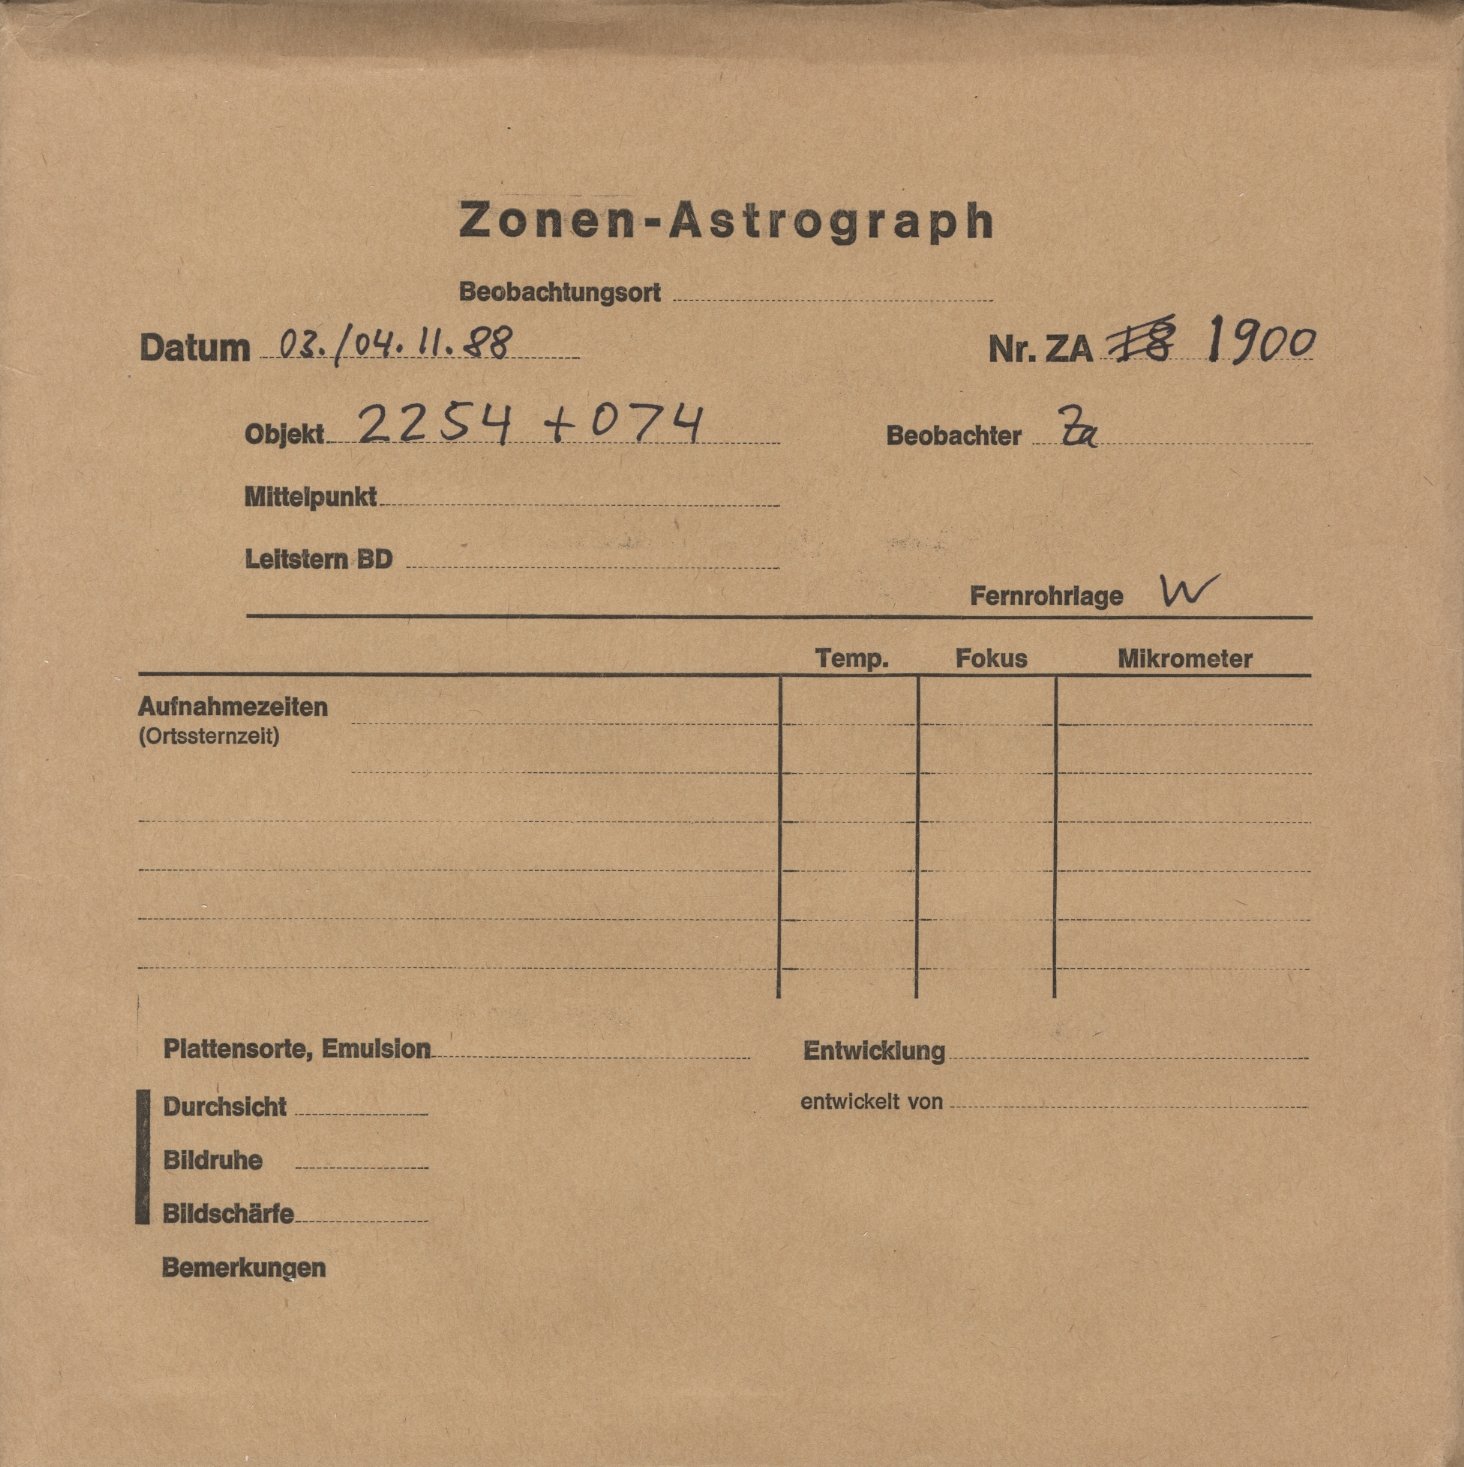 Zonen-Astrograph
Beobachtungsort
Datum 03./04.11.88 Nr. ZA 18 1900
Objekt 2254 +074 Beobachter Za
Mittelpunkt
Leitstern BD
Fernrohrlage W
Temp. Fokus Mikrometer
Aufnahmezeiten
(Ortssternzeit)
Plattensorte, Emulsion Entwicklung
Durchsicht entwickelt von
Bildruhe
Bildschärfe
Bemerkungen